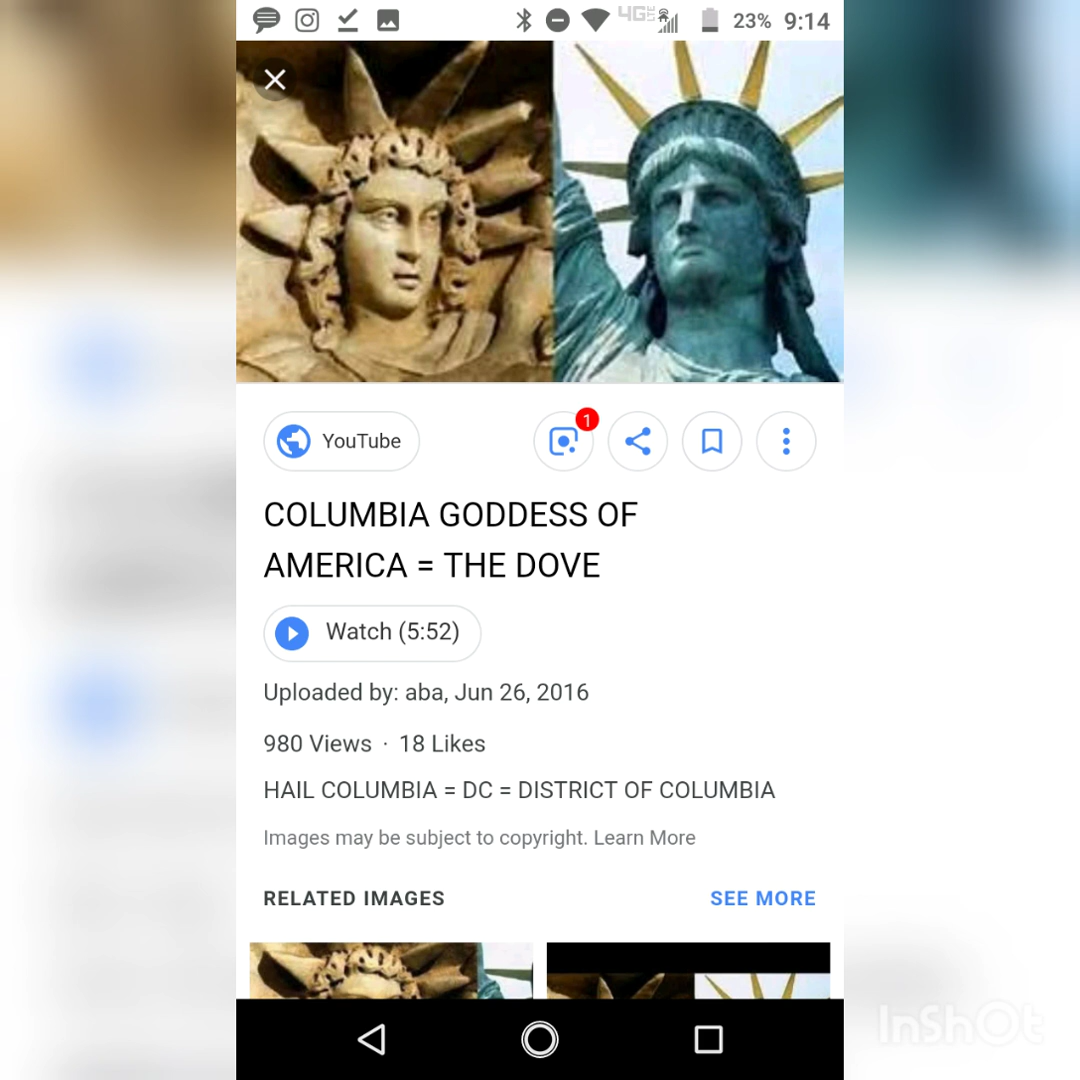 4G
23% 9:14
1
YouTube
COLUMBIA GODDESS OF
AMERICA = THE DOVE
Watch (5:52)
Uploaded by: aba, Jun 26, 2016
980 Views · 18 Likes
HAIL COLUMBIA = DC = DISTRICT OF COLUMBIA
Images may be subject to copyright. Learn More
RELATED IMAGES SEE MORE
InShOt